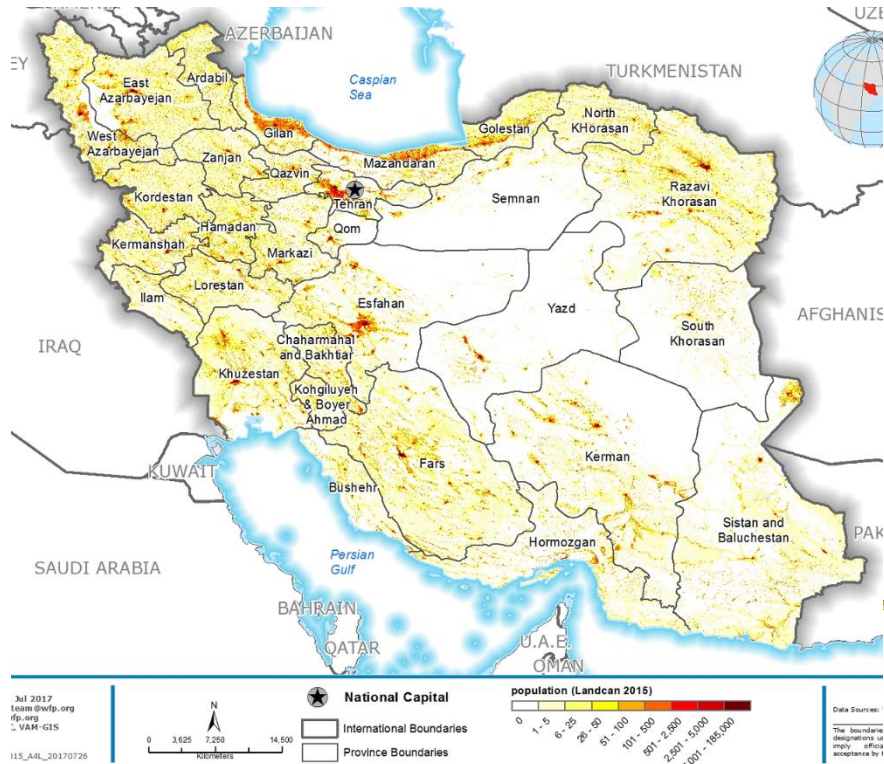 UZE
AZERBAIJAN
EY
TURKMENISTAN
Caspian
Sea
East
Azarbayejan
Ardabil
North
KHorasan
Golestan
Gilan
West
Azarbayejan
Mazandaran
Zanjan
Qazvin
Razavi
Khorasan
Semnan
Tehran
Kordestan
Hamadan
Qom
Kermanshah
Markazi
Lorestan
Ilam
Esfahan
Yazd
AFGHANIS
South
Khorasan
IRAQ
Chaharmahal
and Bakhtiar
Khuzestan
Kohgiluyeh
& Boyer
Ahmad
KUWAIT
Fars
Kerman
Bushehr
Sistan and
Baluchestan
PAK
Hormozgan
Persian
Gulf
SAUDI ARABIA
BAHRAIN
QATAR
U.A.E.
OMAN
Jul 2017
team@wfp.org
wfp.org
C, VAM-GIS
015_A4L_20170726
N
0 3,625 7,250 14,500
Kilometers
National Capital
International Boundaries
Province Boundaries
population (Landcan 2015)
0
1 - 5
6 - 25
26 - 50
51 - 100
101 - 500
501 - 2,500
2,501 - 5,000
5,001 - 185,000
Data Sources:
The boundaries
designations us
imply offici
acceptance by t